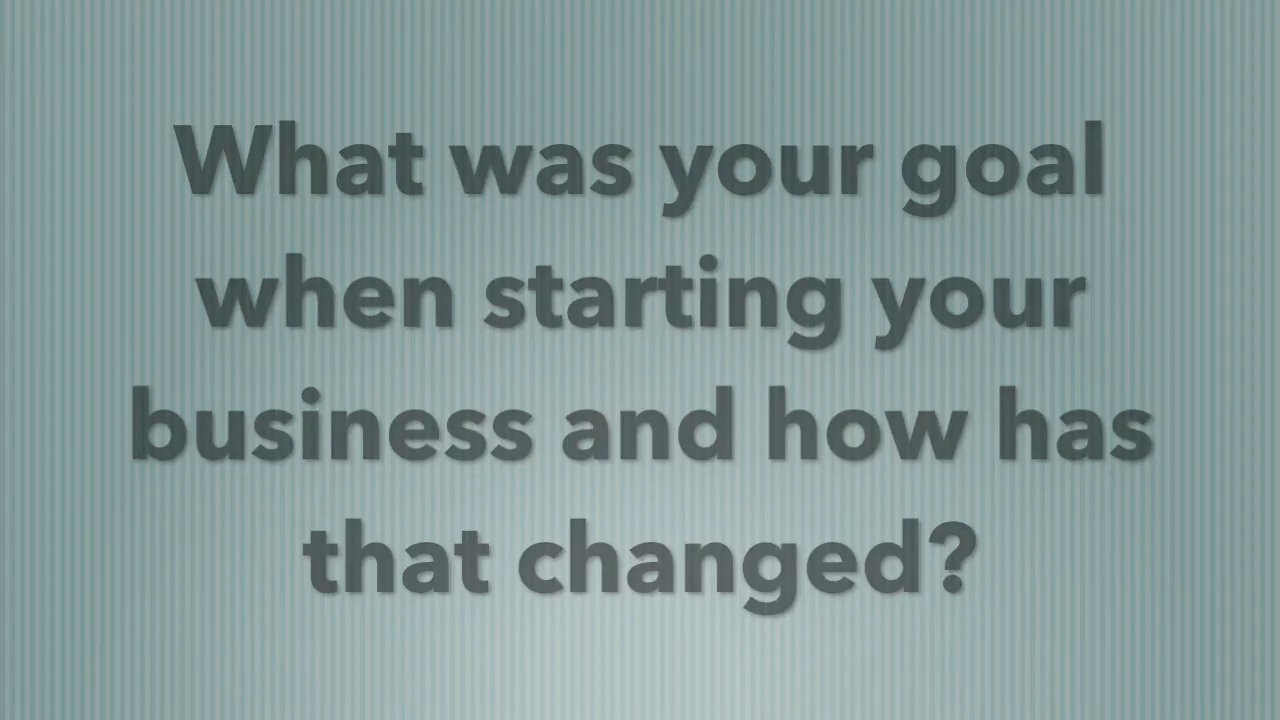 What was your goal
when starting your
business and how has
that changed?